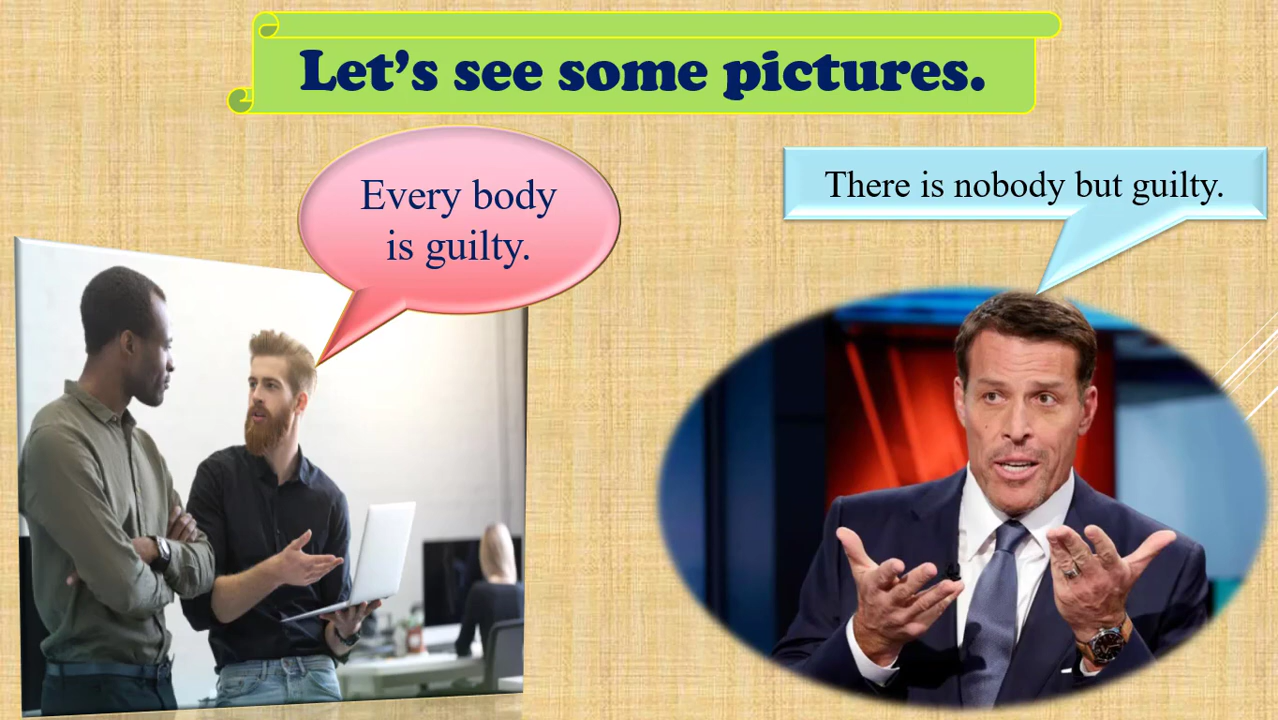 Let’s see some pictures.
Every body
is guilty.
There is nobody but guilty.